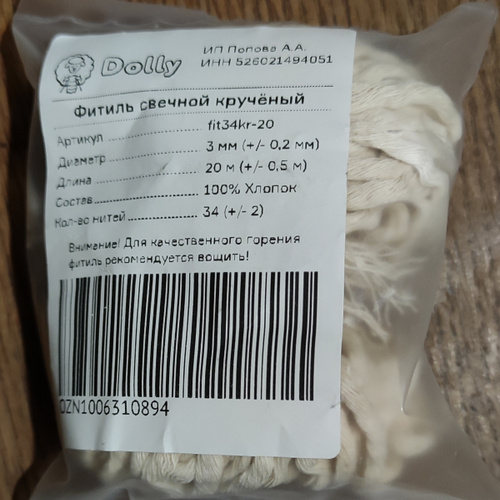 Dolly
ИП Попова А.А.
ИНН 526021494051
Фитиль свечной кручёный
Артикул fit34kr-20
Диаметр 3 мм (+/- 0,2 мм)
Длина 20 м (+/- 0,5 м)
Состав 100% Хлопок
Кол-во нитей 34 (+/- 2)
Внимание! Для качественного горения
фитиль рекомендуется вощить!
OZN1006310894